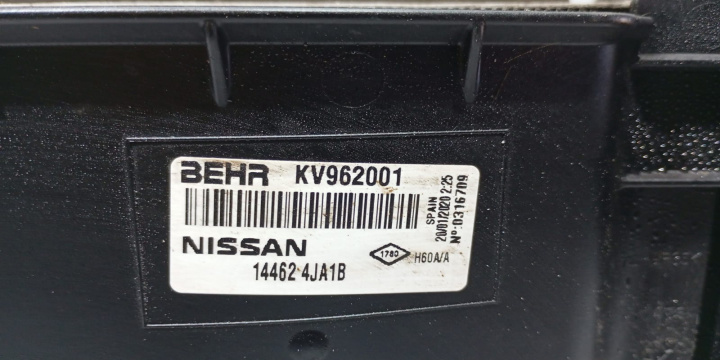 BEHR KV962001
NISSAN
14462 4JA1B
1780
H60A/A
SPAIN
20/01/2020 2:25
Nº:0316709